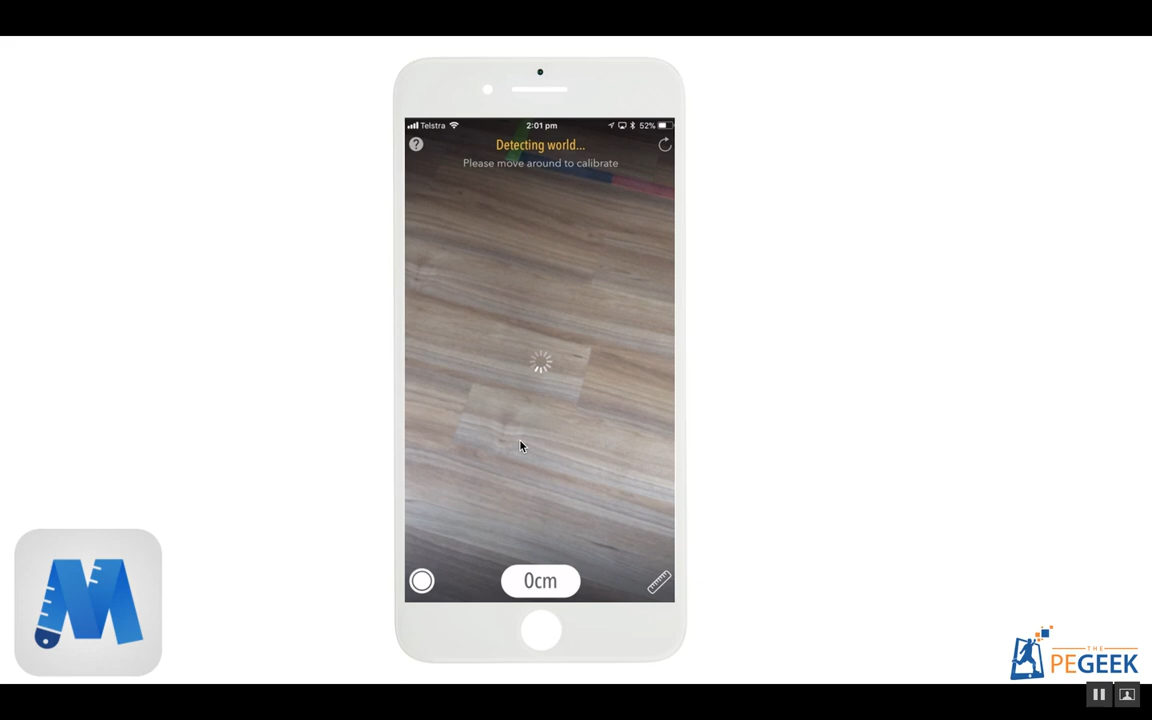 Telstra 2:01 pm 52%
?
Detecting world...
Please move around to calibrate
0cm
M
THE
PEGEEK